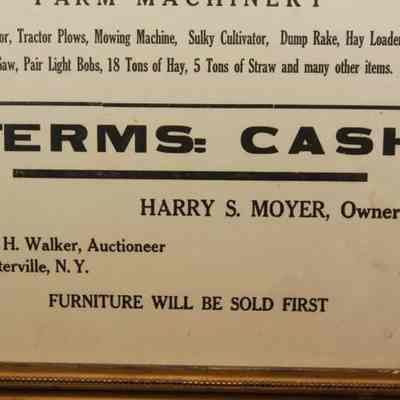 FARM MACHINERY
or, Tractor Plows, Mowing Machine, Sulky Cultivator, Dump Rake, Hay Loader
Saw, Pair Light Bobs, 18 Tons of Hay, 5 Tons of Straw and many other items.
TERMS: CASH
HARRY S. MOYER, Owner
H. Walker, Auctioneer
terville, N. Y.
FURNITURE WILL BE SOLD FIRST